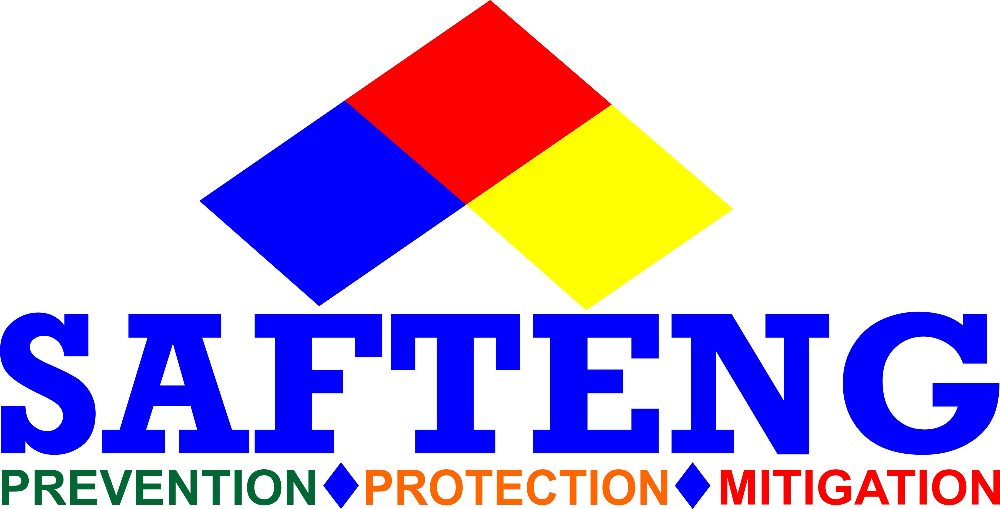 SAFTENG
PREVENTION ♦ PROTECTION ♦ MITIGATION